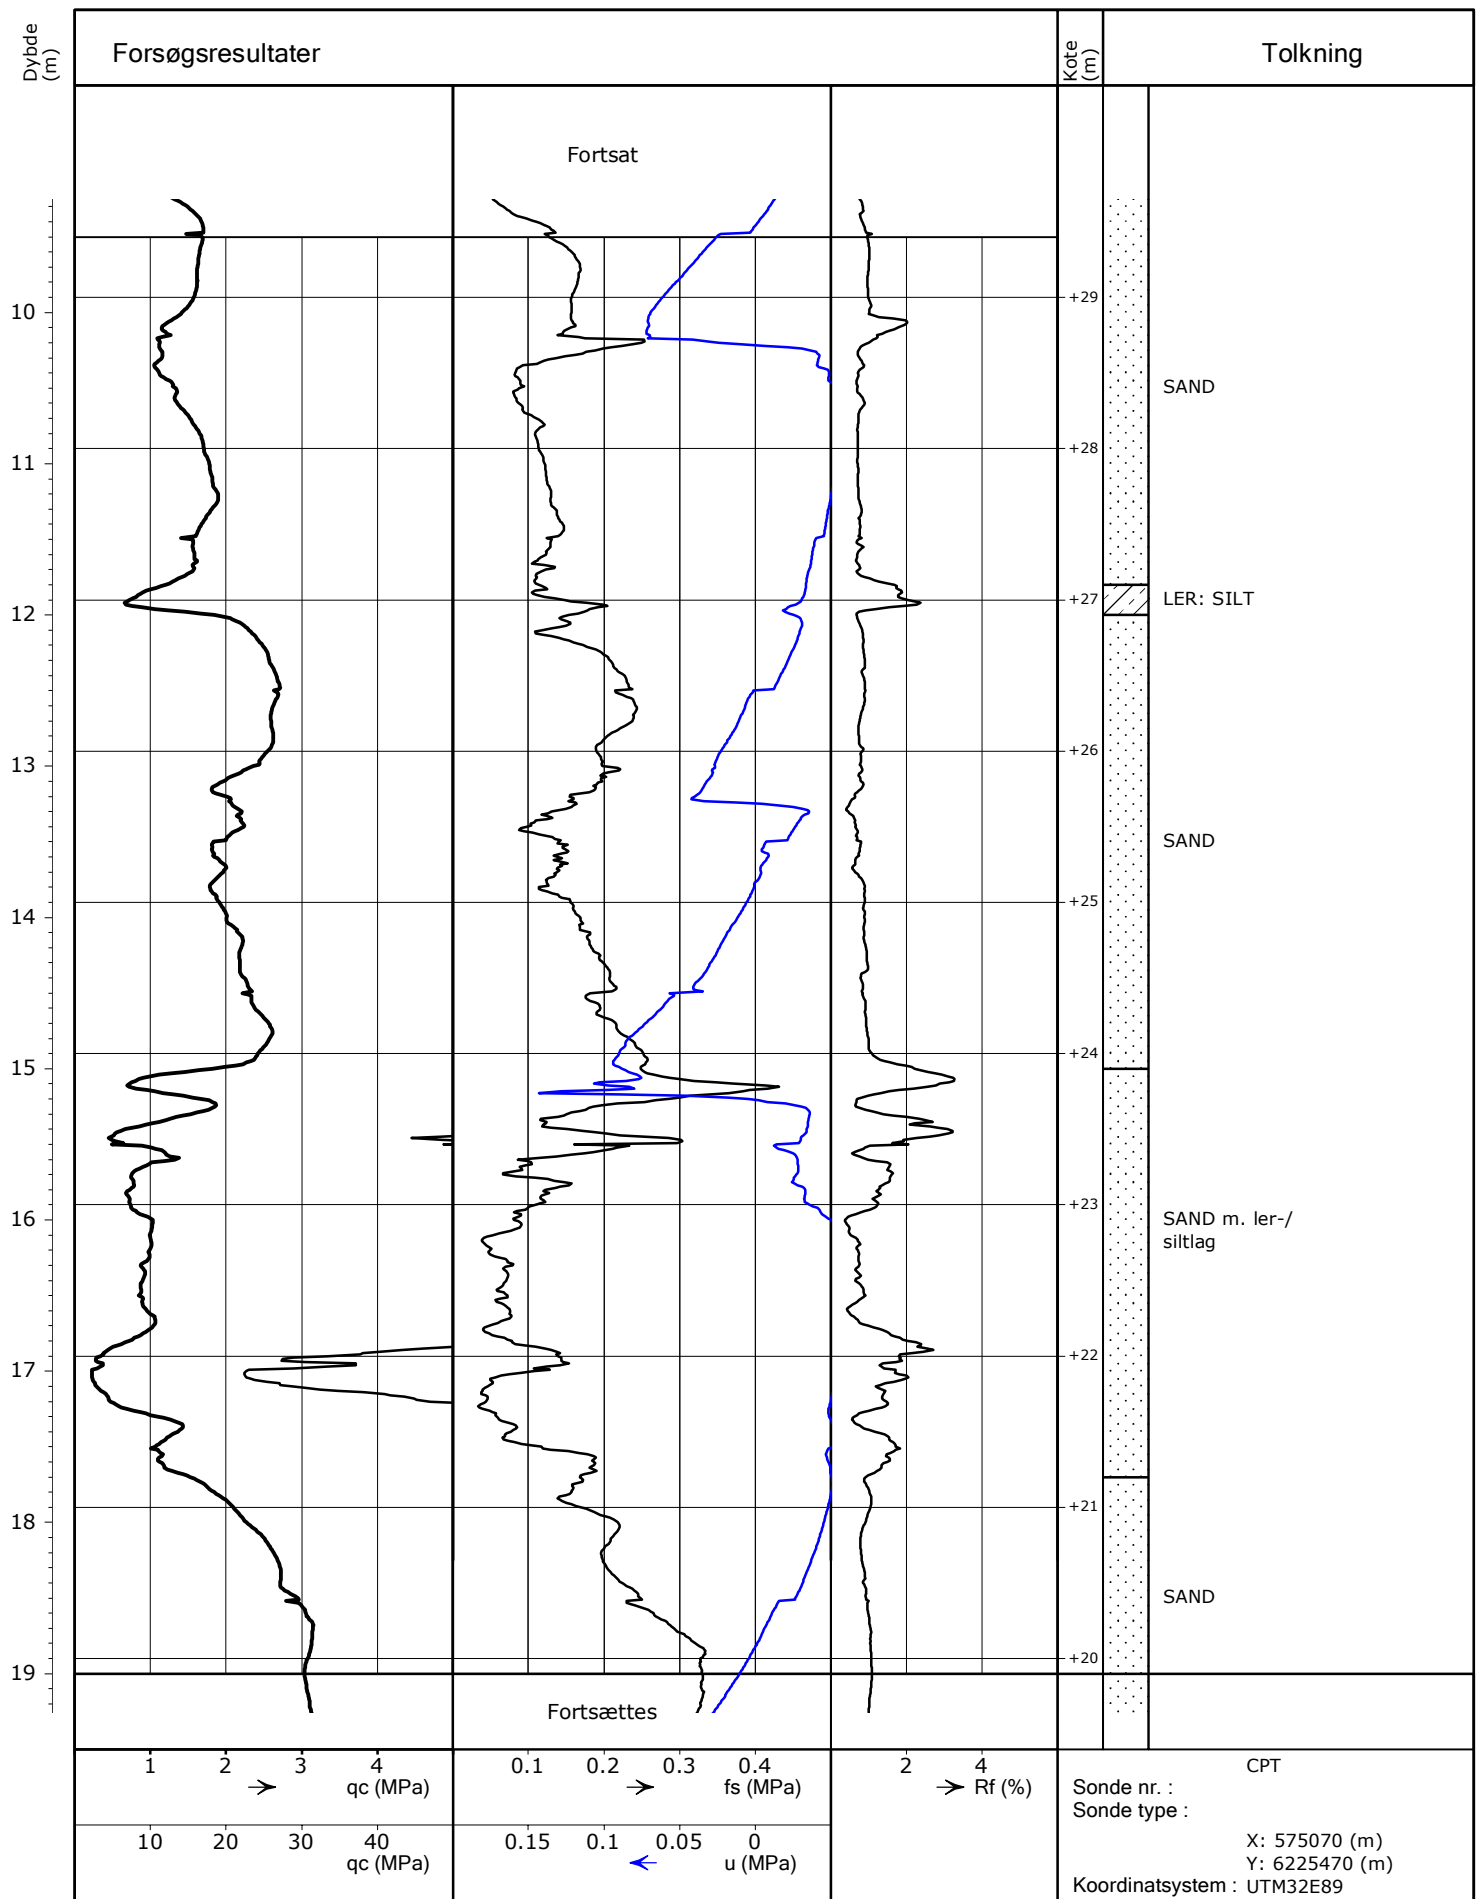 Dybde (m)
Forsøgsresultater
Kote (m)
Tolkning
Fortsat
10
+29
SAND
11
+28
12
+27
LER: SILT
13
+26
SAND
14
+25
15
+24
16
+23
SAND m. ler-/
siltlag
17
+22
18
+21
SAND
19
+20
Fortsættes
1 2 3 4
qc (MPa)
0.1 0.2 0.3 0.4
fs (MPa)
2 4
Rf (%)
10 20 30 40
qc (MPa)
0.15 0.1 0.05 0
u (MPa)
CPT
Sonde nr. :
Sonde type :
X: 575070 (m)
Y: 6225470 (m)
Koordinatsystem : UTM32E89